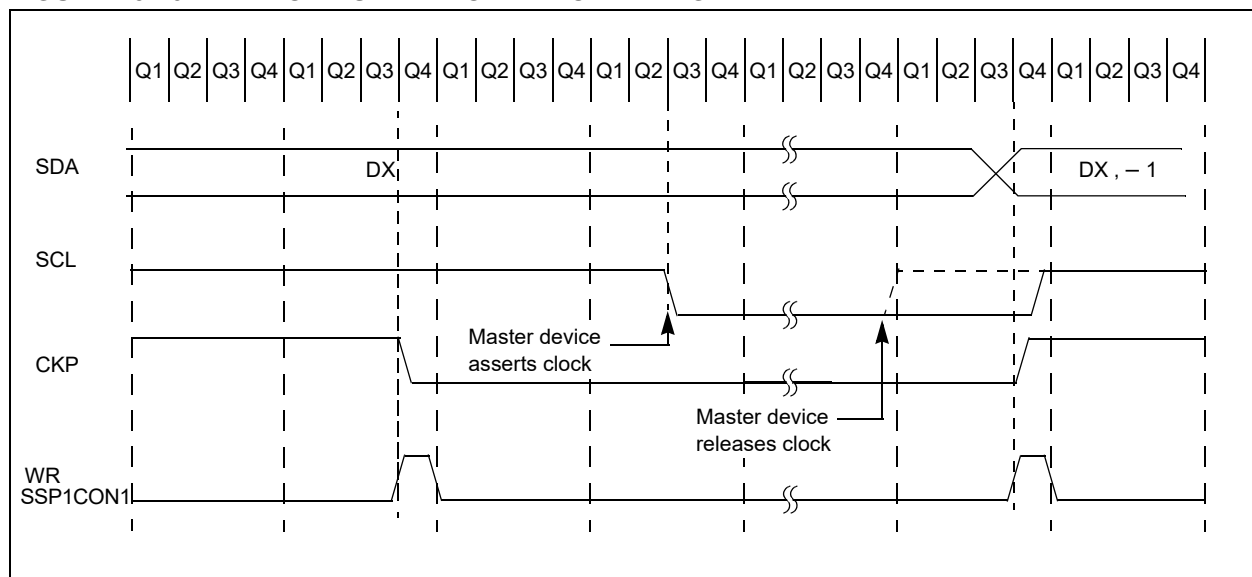 Q1 Q2 Q3 Q4 Q1 Q2 Q3 Q4 Q1 Q2 Q3 Q4 Q1 Q2 Q3 Q4 Q1 Q2 Q3 Q4 Q1 Q2 Q3 Q4 Q1 Q2 Q3 Q4
SDA
DX
DX , – 1
SCL
Master device
asserts clock
CKP
Master device
releases clock
WR
SSP1CON1